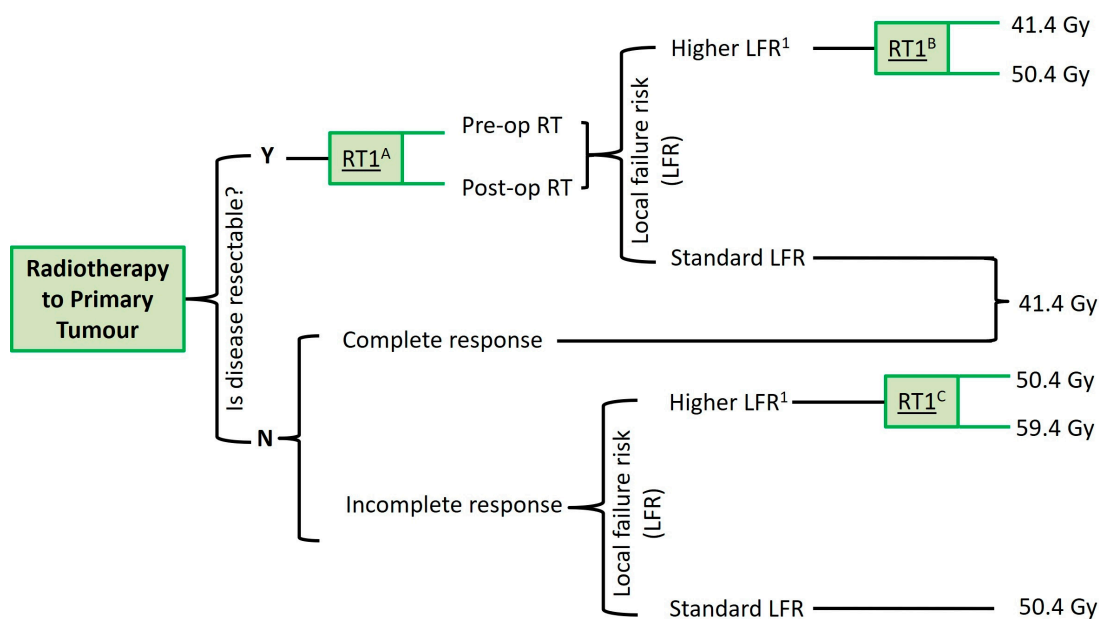 Radiotherapy
to Primary
Tumour
Is disease resectable?
Y
RT1ᴬ
Pre-op RT
Post-op RT
Local failure risk
(LFR)
Higher LFR¹
RT1ᴮ
41.4 Gy
50.4 Gy
Standard LFR
41.4 Gy
N
Complete response
Incomplete response
Local failure risk
(LFR)
Higher LFR¹
RT1ᶜ
50.4 Gy
59.4 Gy
Standard LFR
50.4 Gy